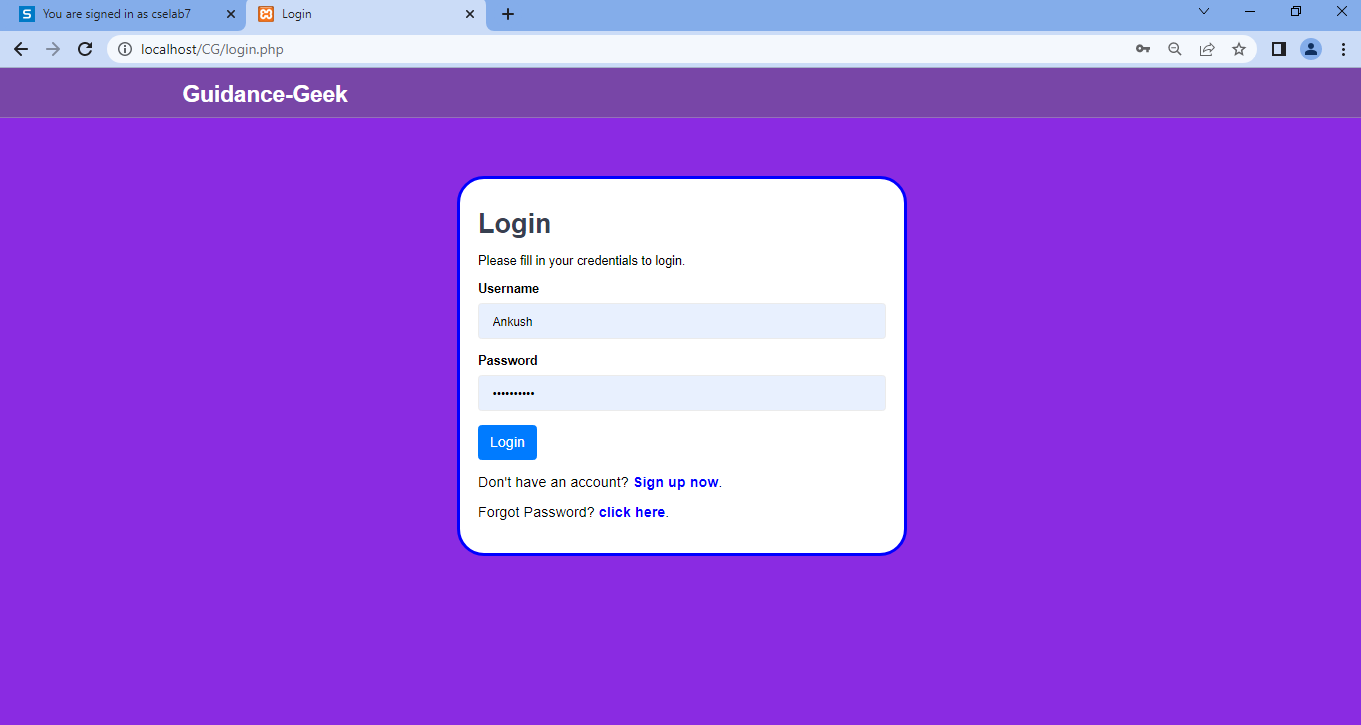 You are signed in as cselab7
Login
localhost/CG/login.php
Guidance-Geek
Login
Please fill in your credentials to login.
Username
Ankush
Password
••••••••••
Login
Don't have an account? Sign up now.
Forgot Password? click here.